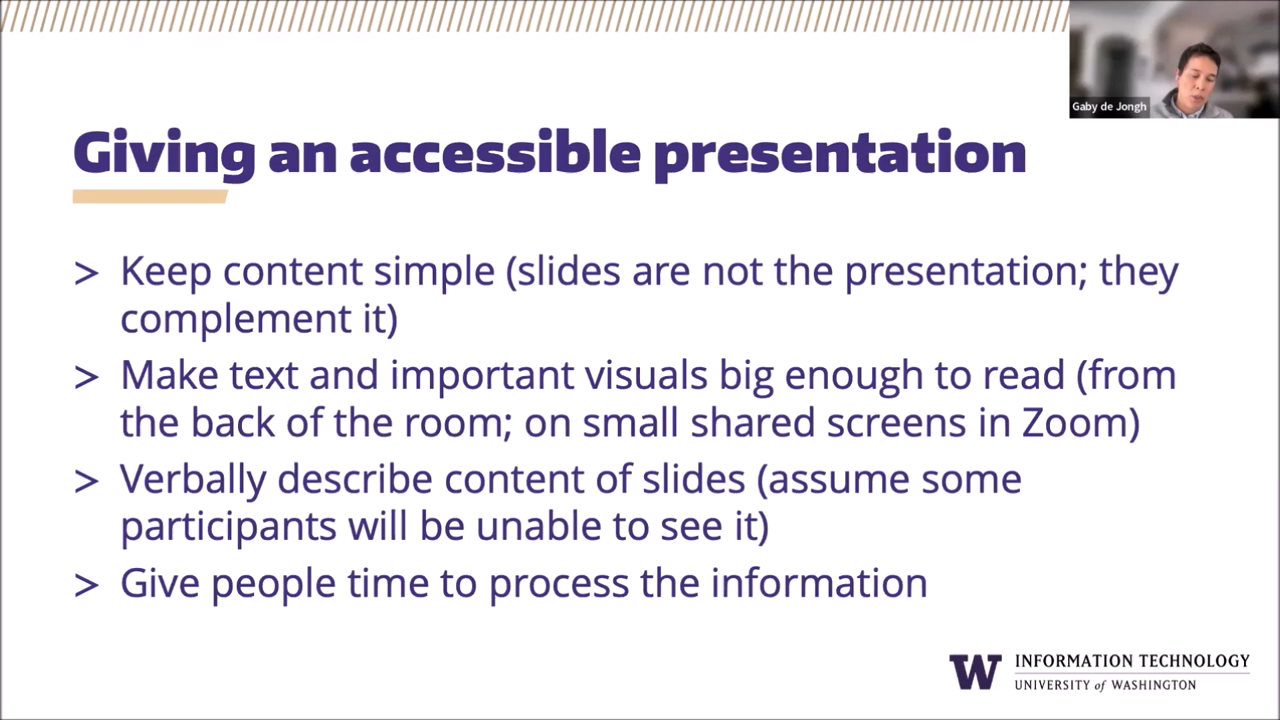 Gaby de Jongh
Giving an accessible presentation
> Keep content simple (slides are not the presentation; they
complement it)
> Make text and important visuals big enough to read (from
the back of the room; on small shared screens in Zoom)
> Verbally describe content of slides (assume some
participants will be unable to see it)
> Give people time to process the information
W INFORMATION TECHNOLOGY
UNIVERSITY of WASHINGTON